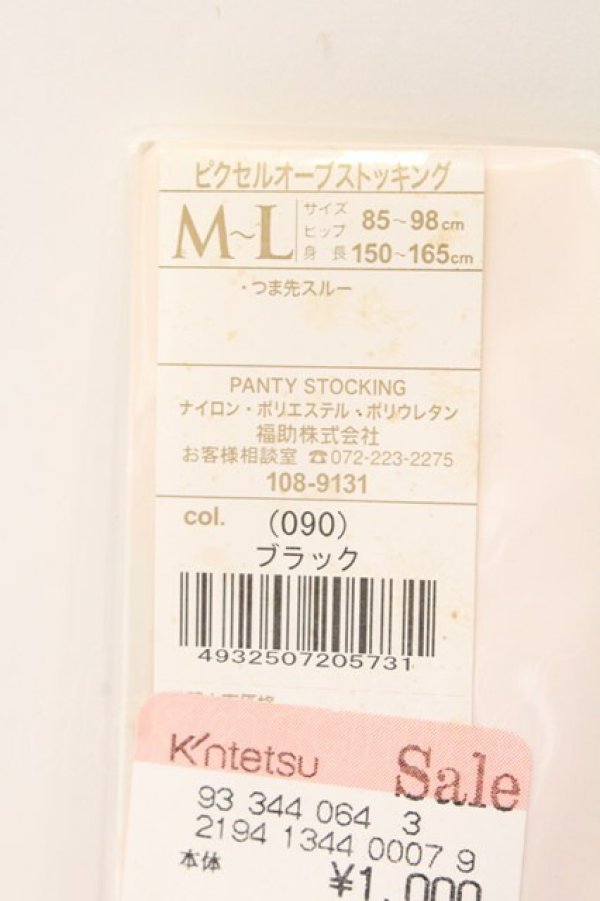 ピクセルオーブストッキング
M~L サイズ ヒップ 85~98cm
身長 150~165cm
・つま先スルー
PANTY STOCKING
ナイロン・ポリエステル・ポリウレタン
福助株式会社
お客様相談室 ☎072-223-2275
108-9131
col. (090)
ブラック
4932507205731
Kintetsu Sale
93 344 064 3
2194 1344 0007 9
本体 ¥1,000